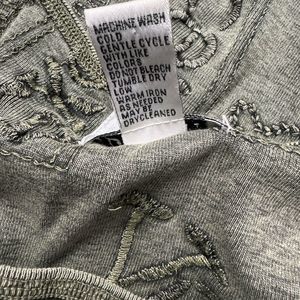 MACHINE WASH
COLD
GENTLE CYCLE
WITH LIKE
COLORS
DO NOT BLEACH
TUMBLE DRY
LOW
WARM IRON
AS NEEDED
MAY BE
DRYCLEANED